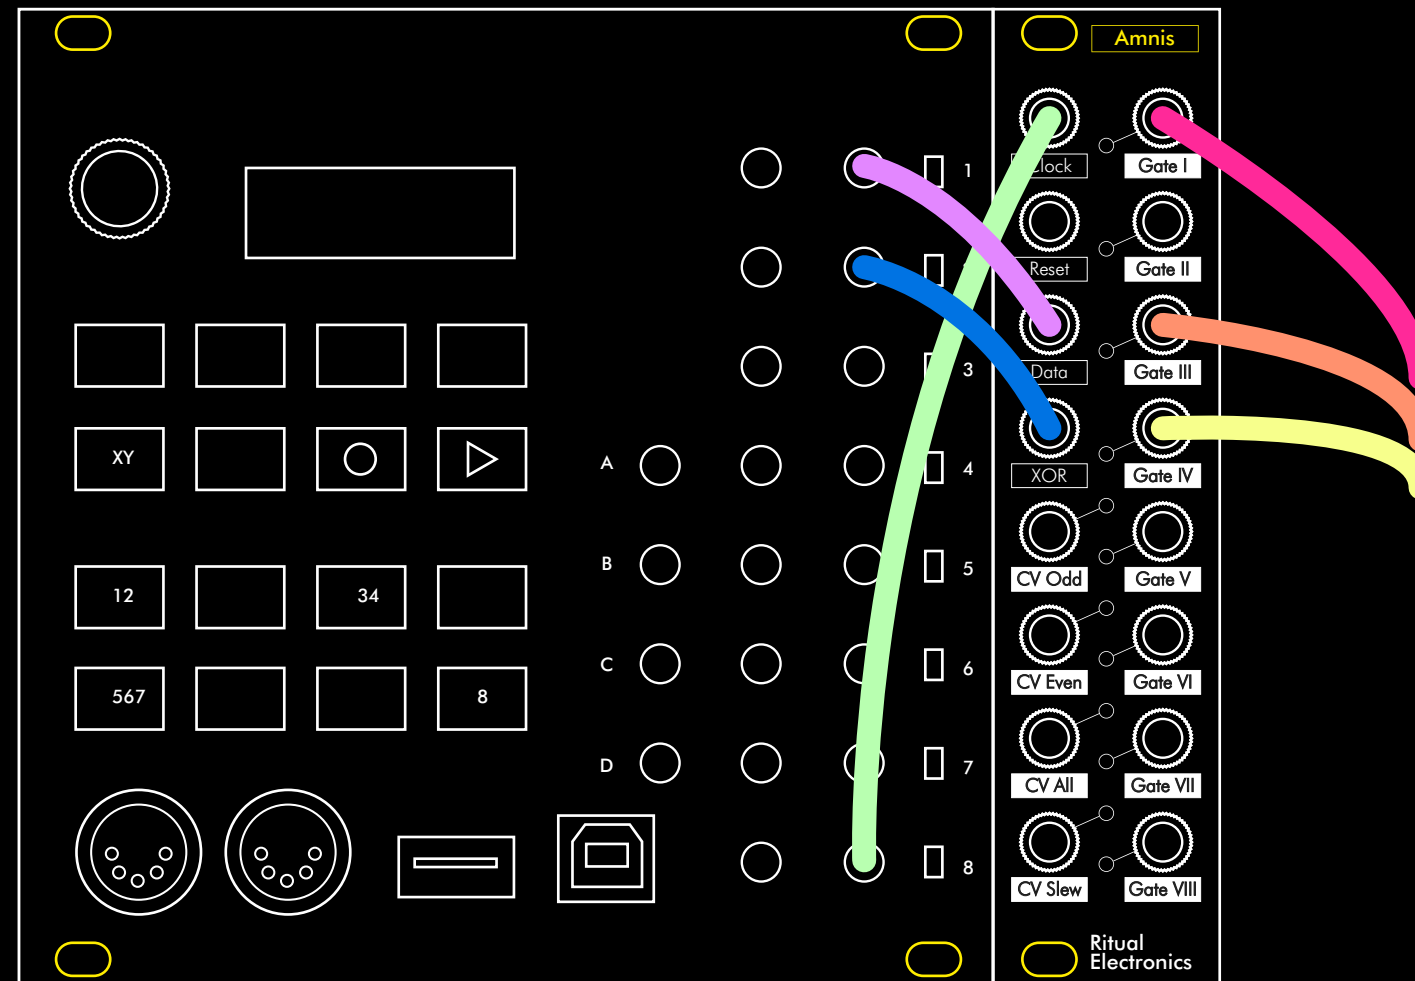 Amnis
1
Clock
Gate I
Reset
Gate II
3
Data
Gate III
XY
A
4
XOR
Gate IV
B
5
CV Odd
Gate V
12
34
C
6
CV Even
Gate VI
567
8
D
7
CV All
Gate VII
8
CV Slew
Gate VIII
Ritual
Electronics